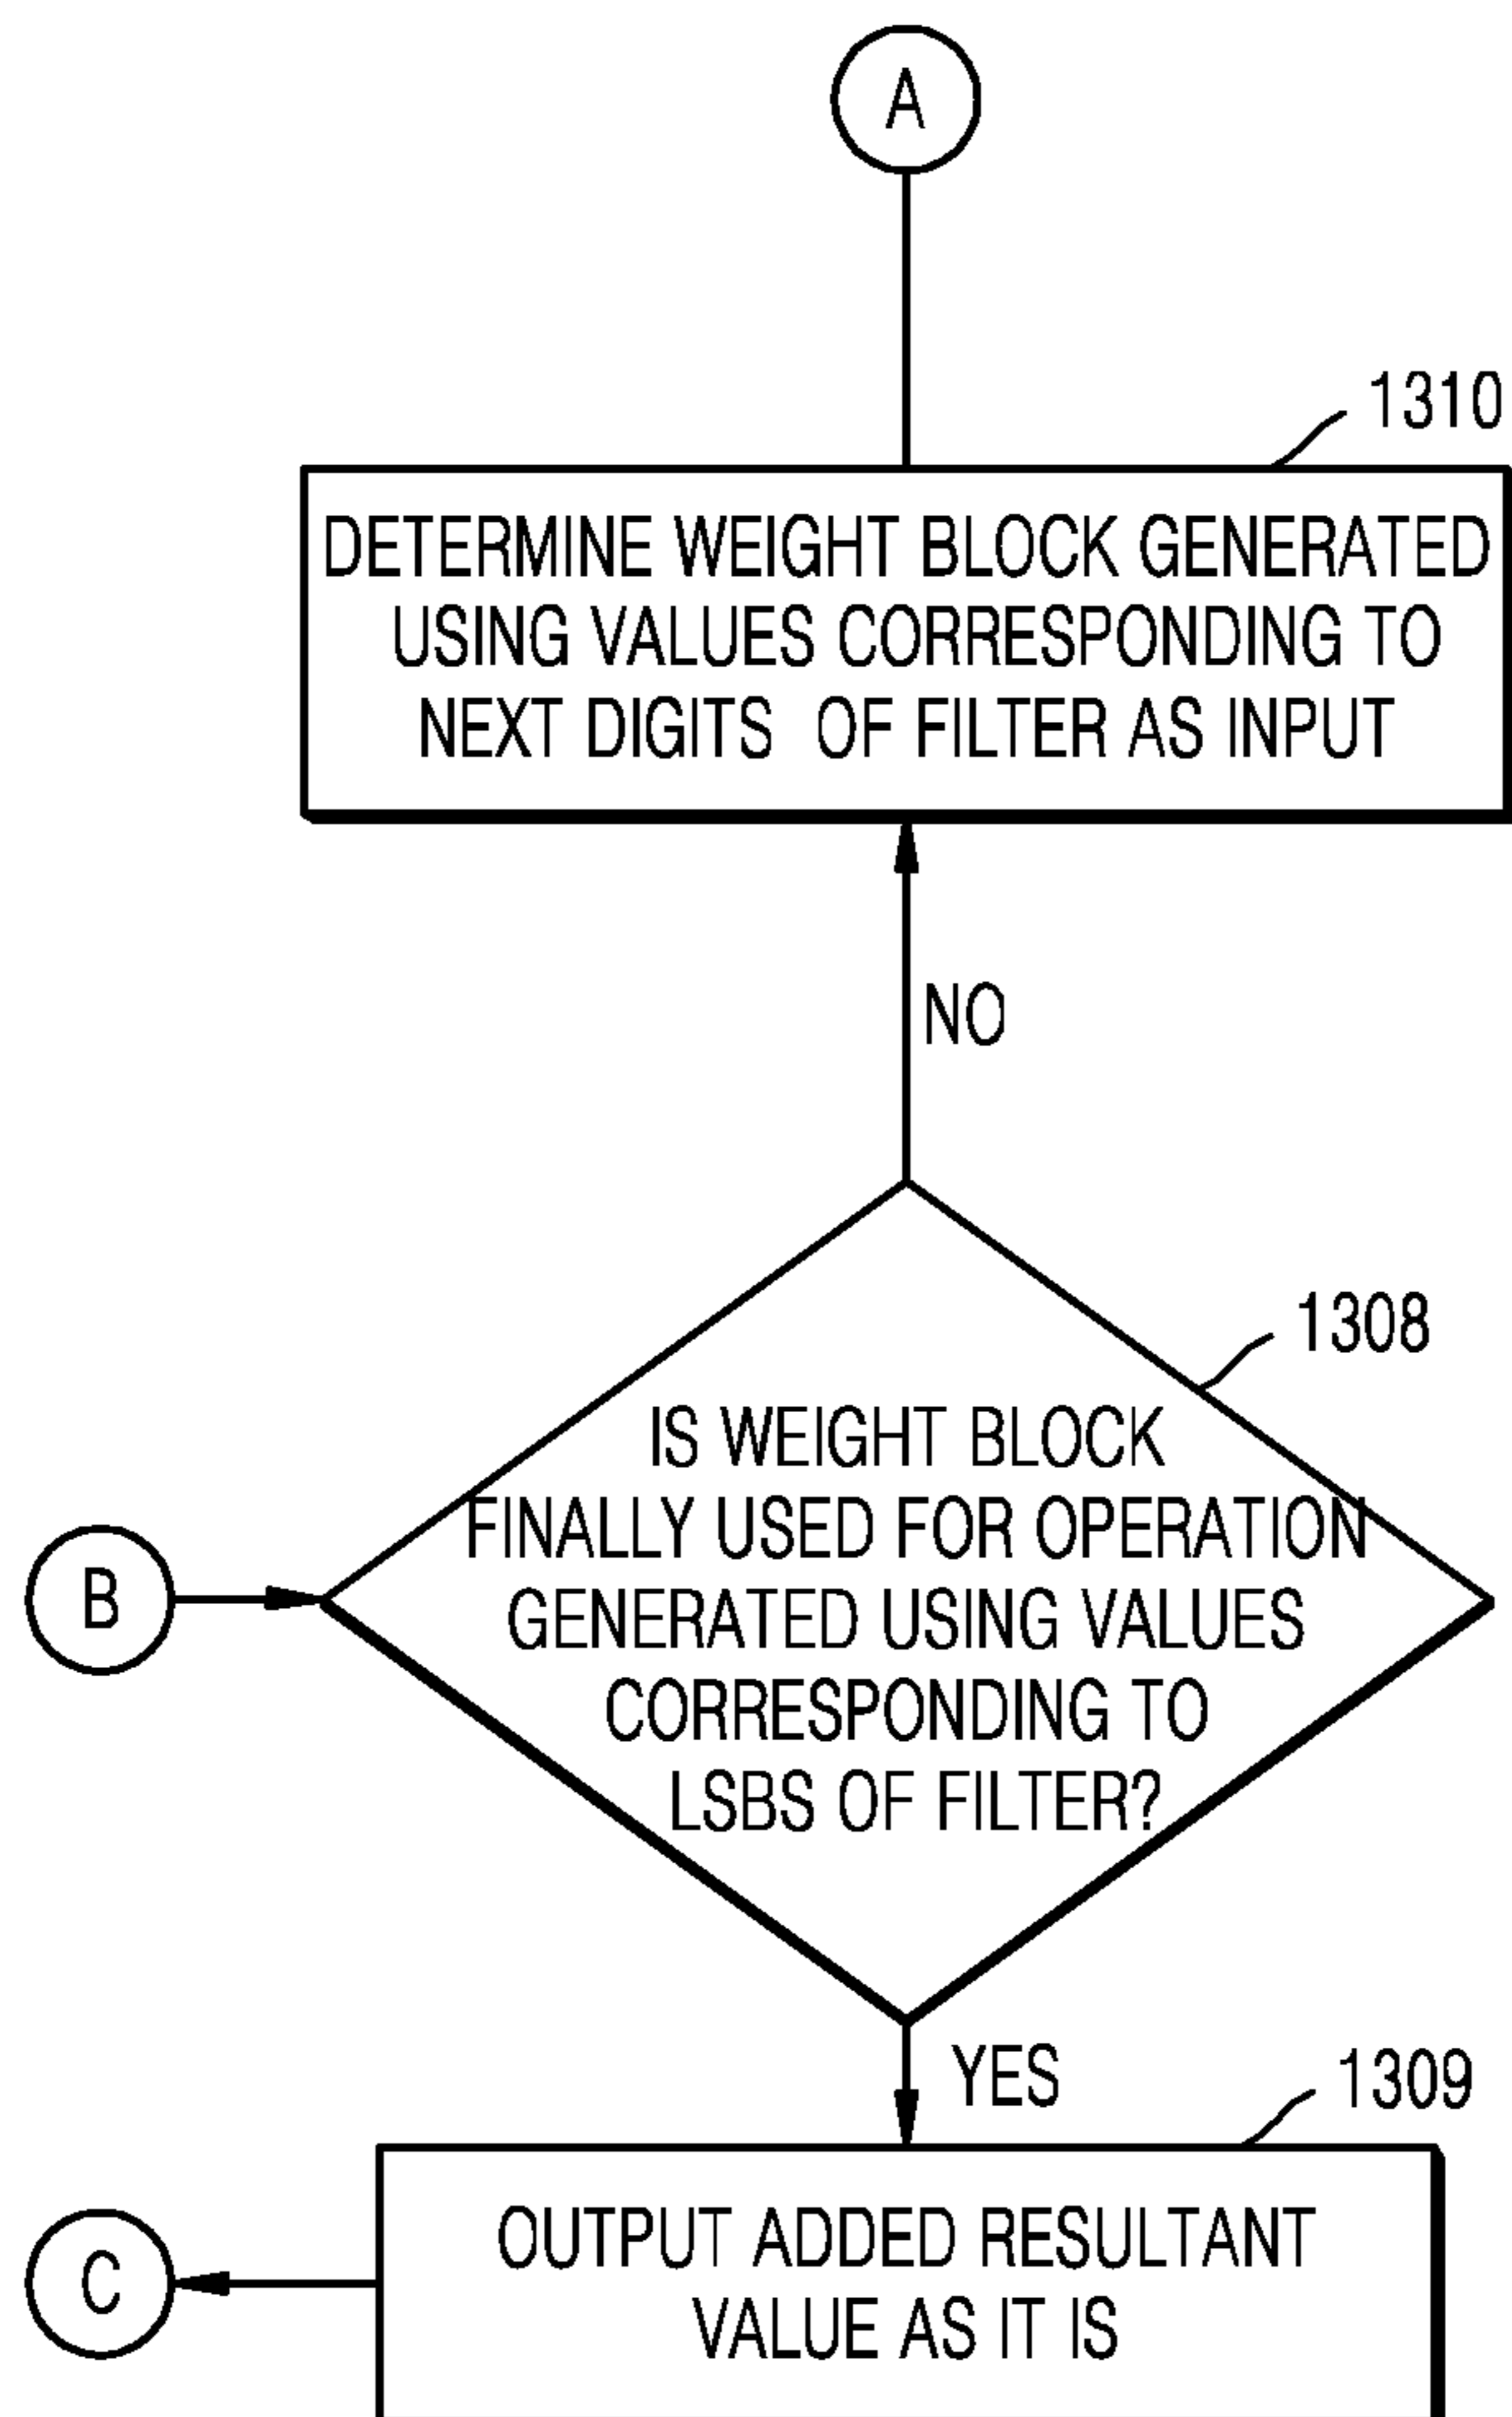 A
1310
DETERMINE WEIGHT BLOCK GENERATED
USING VALUES CORRESPONDING TO
NEXT DIGITS OF FILTER AS INPUT
NO
1308
IS WEIGHT BLOCK
FINALLY USED FOR OPERATION
GENERATED USING VALUES
CORRESPONDING TO
LSBS OF FILTER?
B
YES
1309
OUTPUT ADDED RESULTANT
VALUE AS IT IS
C